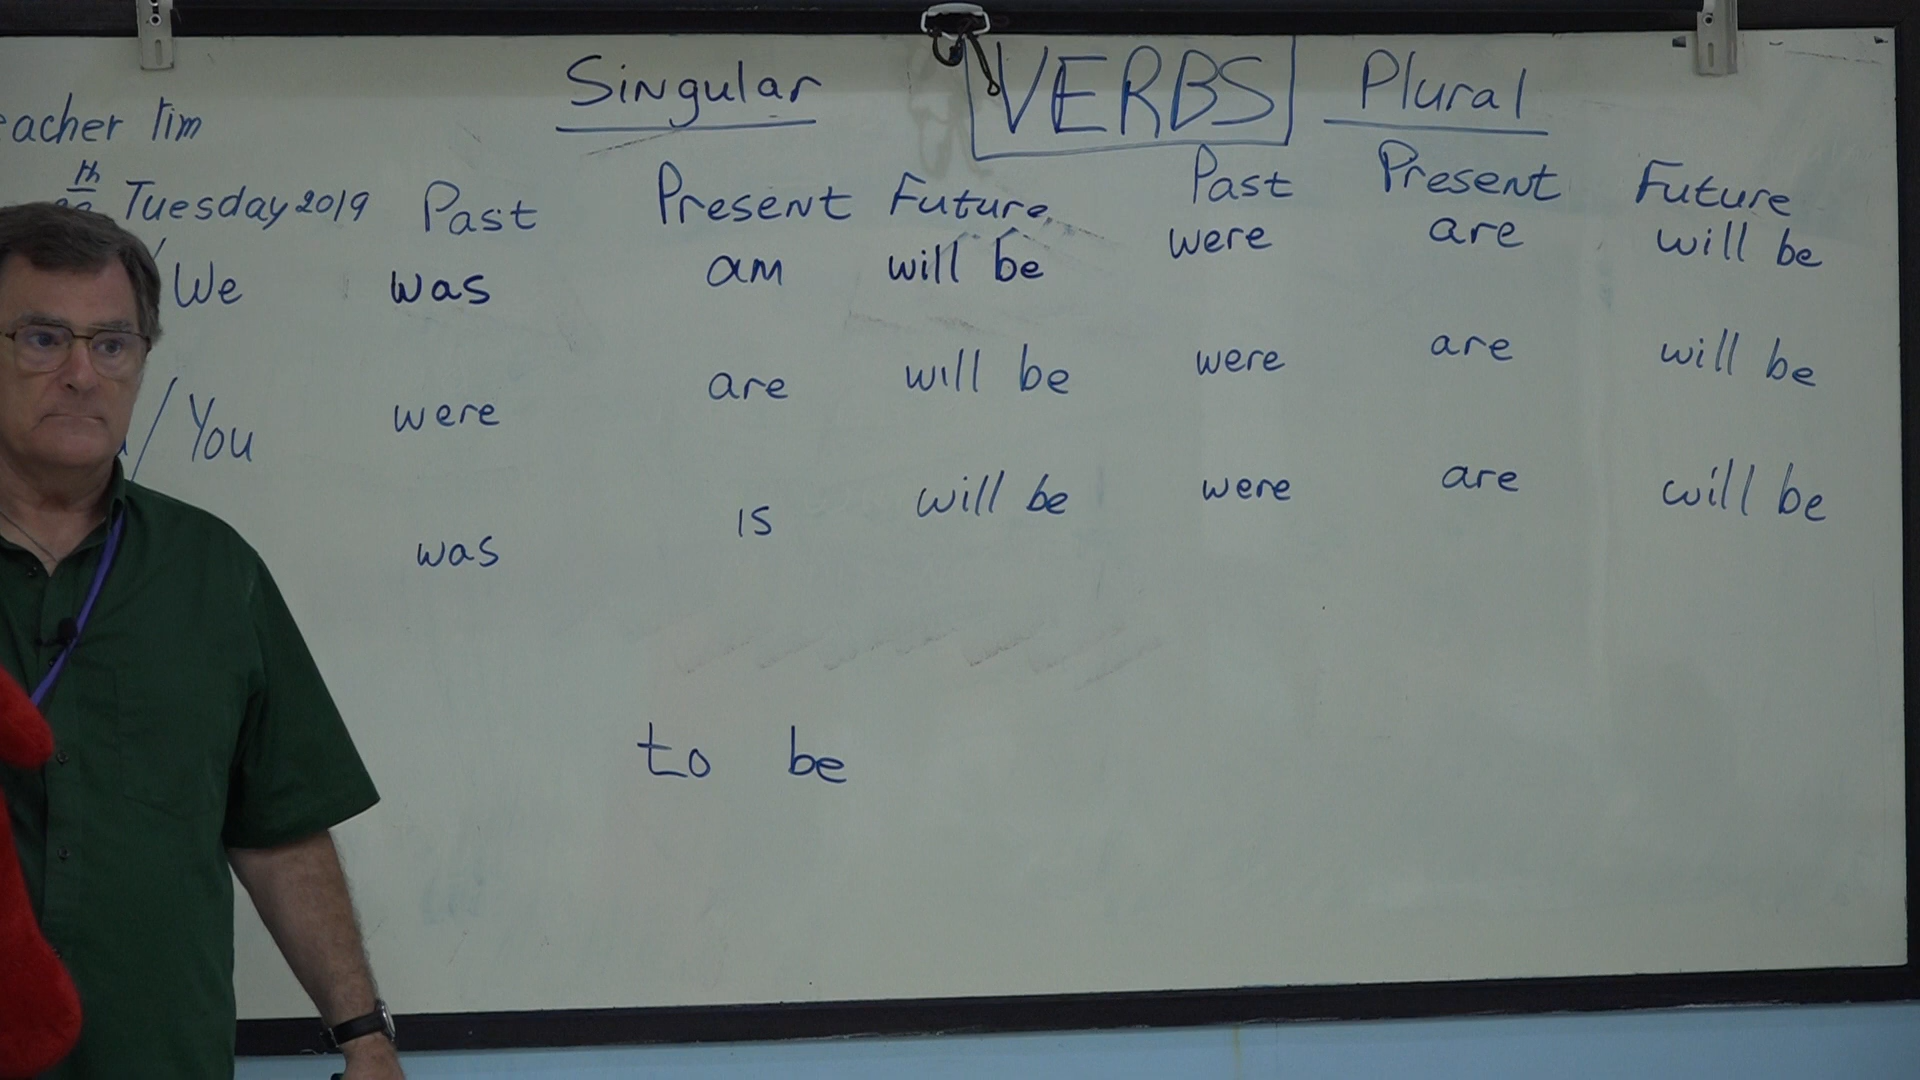 Singular VERBS Plural
eacher Tim
th
Tuesday 2019 Past Present Future Past Present Future
/ We was am will be were are will be
/ You were are will be were are will be
was is will be were are will be
to be